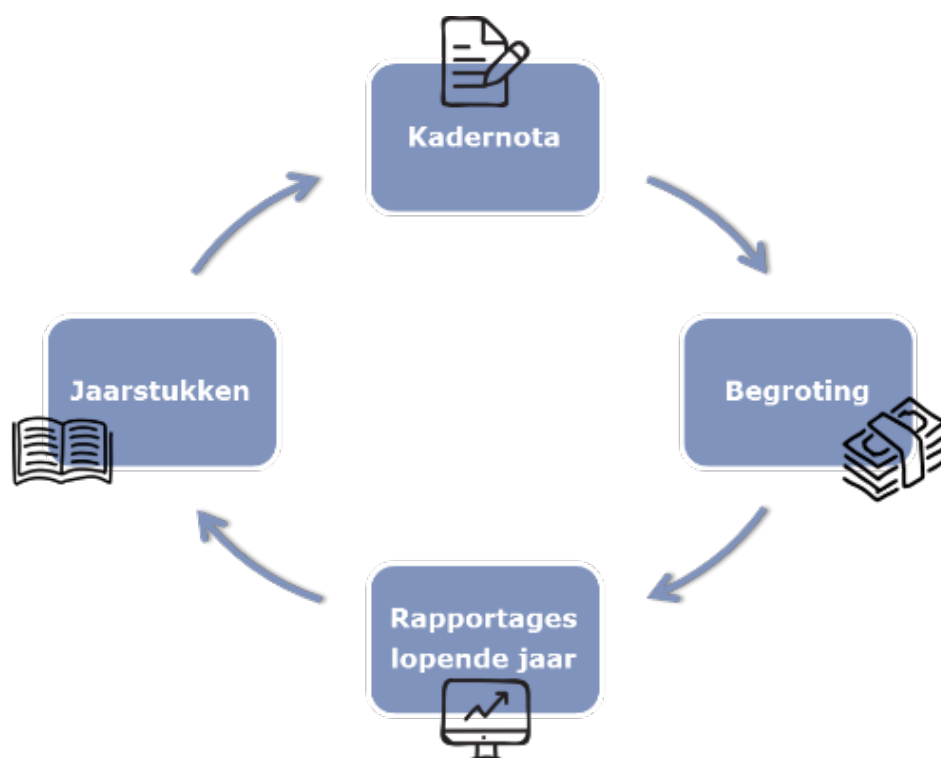 Kadernota
Jaarstukken
Begroting
Rapportages
lopende jaar